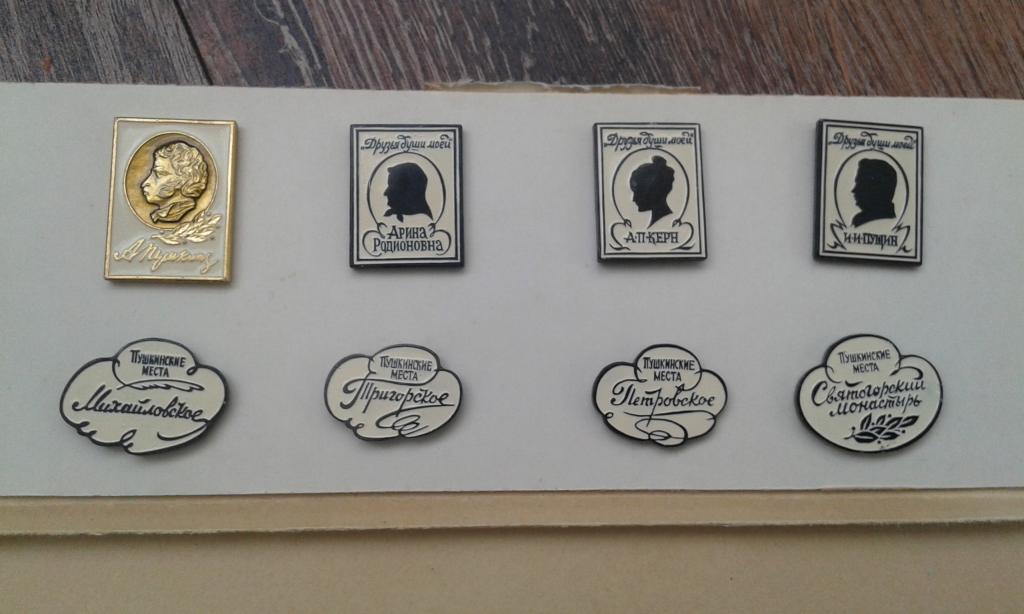 А Пушкинъ
„Друзья души моей"
Арина
Родионовна
„Друзья души моей"
А·П·Керн
„Друзья души моей"
И·И·Пущин
Пушкинские
места
Михайловское
Пушкинские
места
Тригорское
Пушкинские
места
Петровское
Пушкинские
места
Святогорский
монастырь